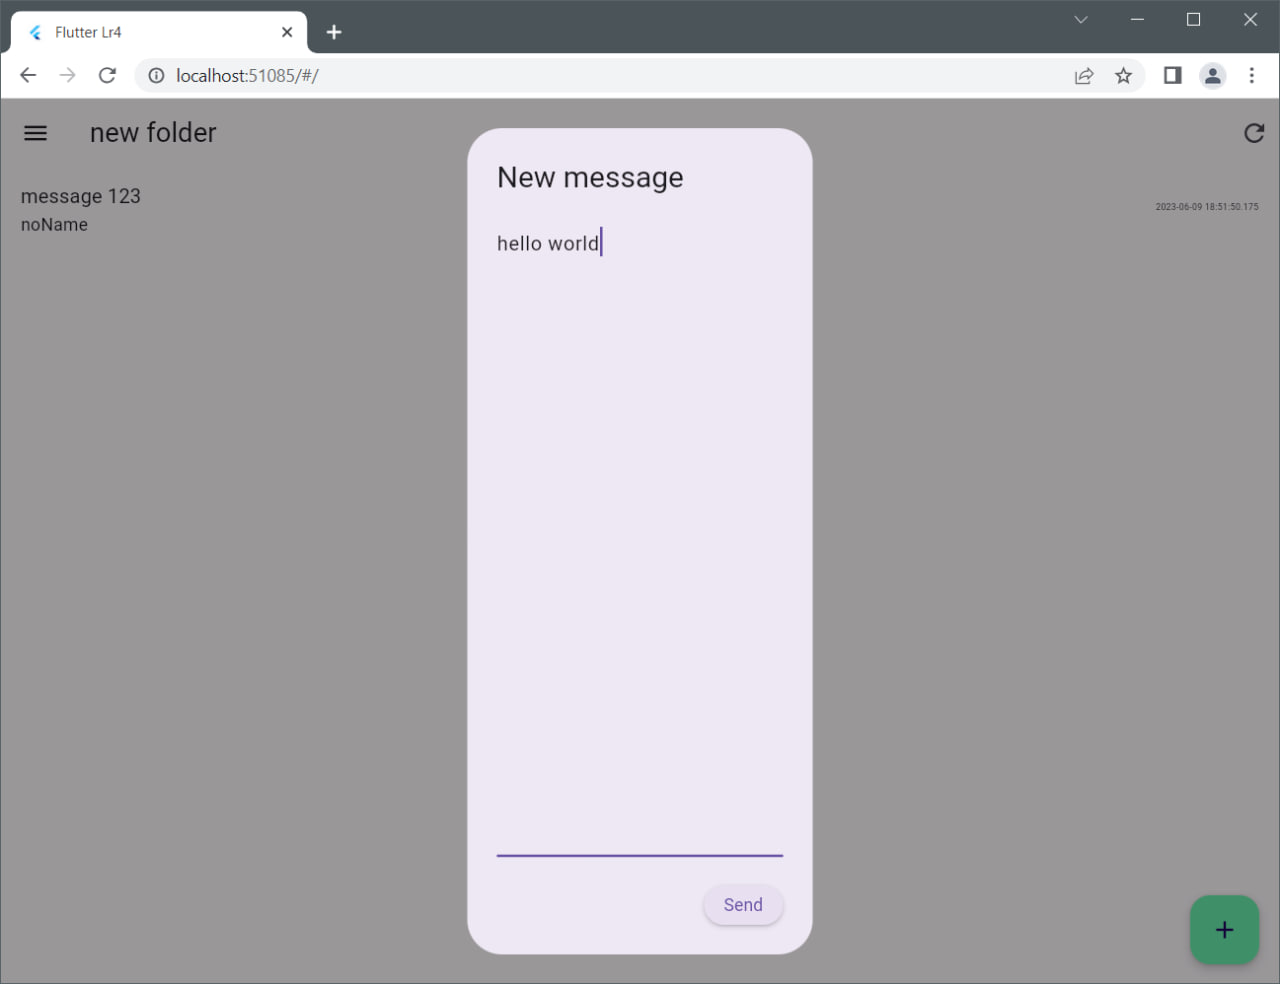 Flutter Lr4
localhost:51085/#/
new folder
message 123
noName
2023-06-09 18:51:50.175
New message
hello world
Send